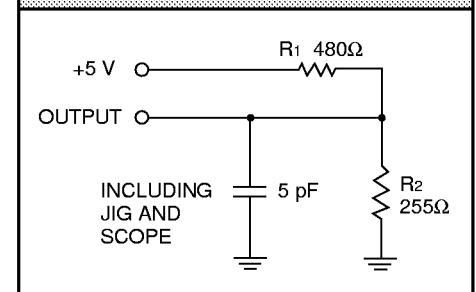 R1 480Ω
+5 V
OUTPUT
INCLUDING
JIG AND
SCOPE
5 pF
R2
255Ω